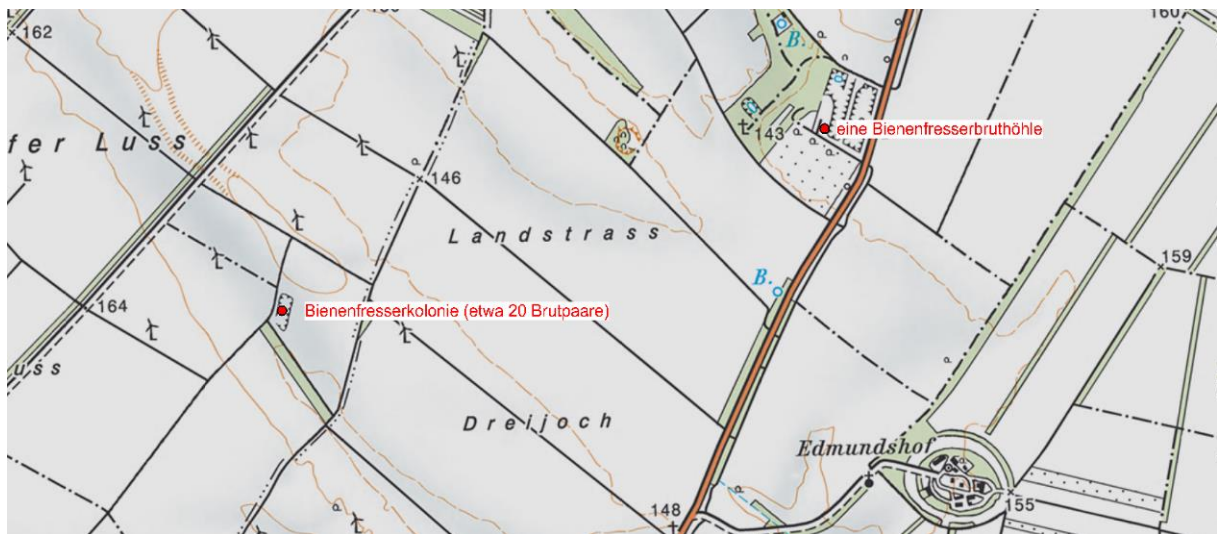 162
160
B
143
eine Bienenfresserbruthöhle
fer Luss
146
Landstrass
159
B.
164
Bienenfresserkolonie (etwa 20 Brutpaare)
uss
Dreijoch
Edmundshof
148
155